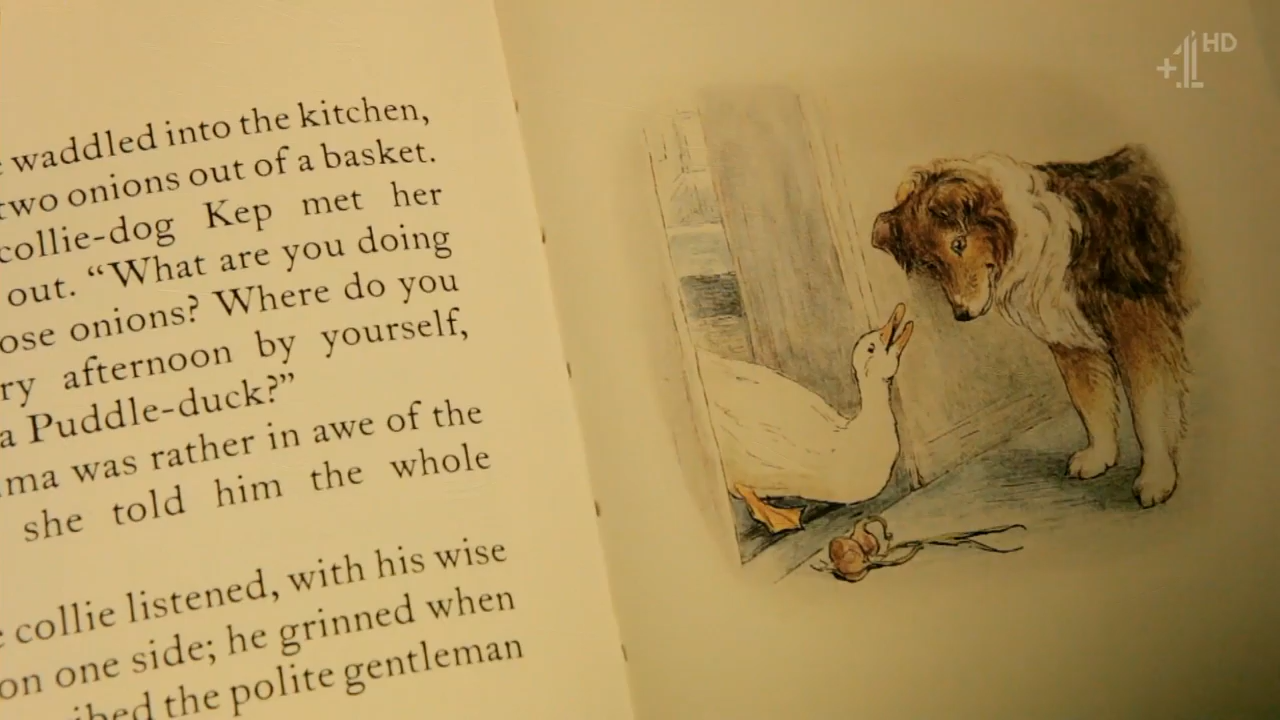 waddled into the kitchen,
two onions out of a basket.
collie-dog Kep met her
out. “What are you doing
ose onions? Where do you
ry afternoon by yourself,
a Puddle-duck?”
ma was rather in awe of the
she told him the whole
collie listened, with his wise
on one side; he grinned when
ibed the polite gentleman
+1 HD